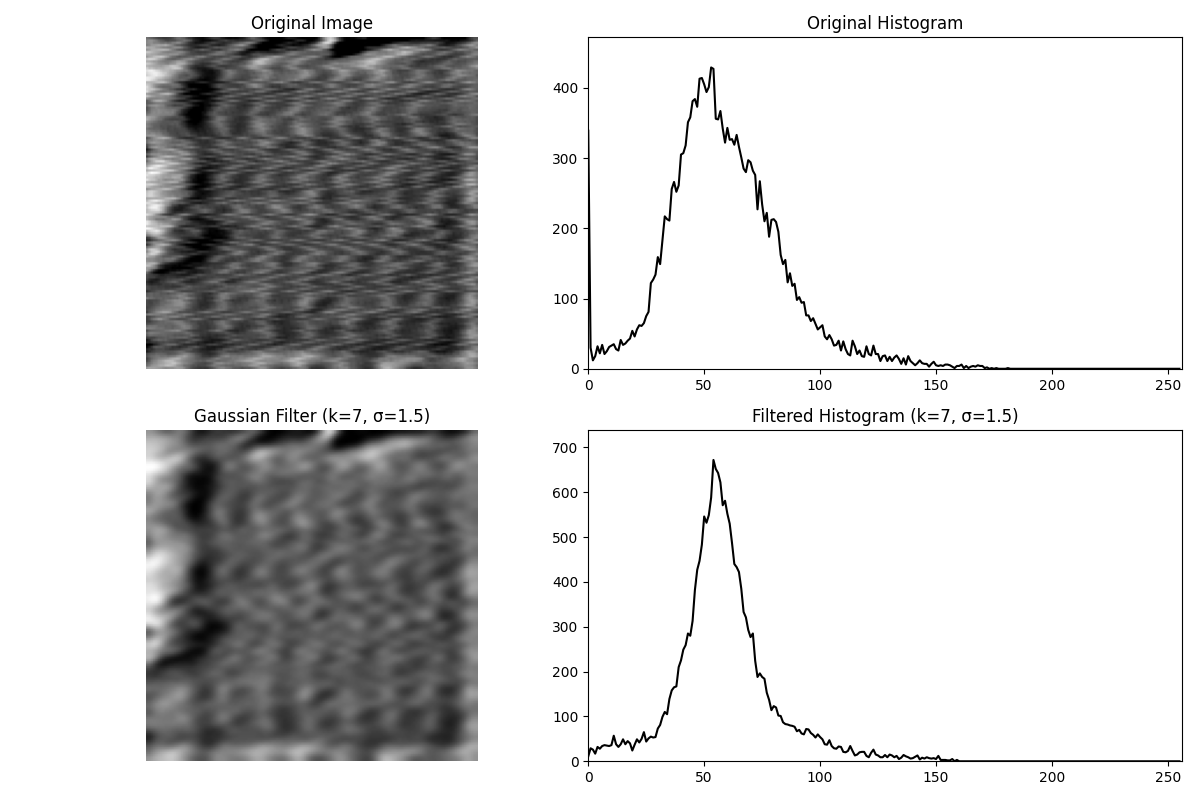 Original Image
Original Histogram
400
300
200
100
0
0 50 100 150 200 250
Gaussian Filter (k=7, σ=1.5)
Filtered Histogram (k=7, σ=1.5)
700
600
500
400
300
200
100
0
0 50 100 150 200 250